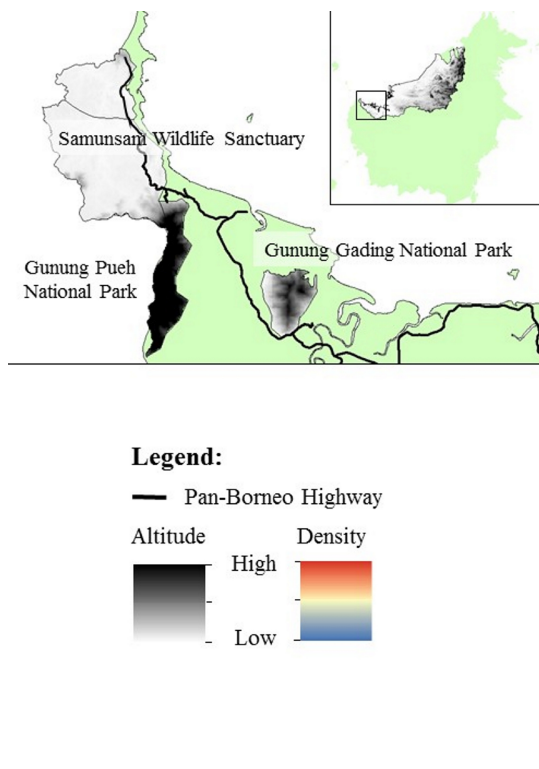 Samunsam Wildlife Sanctuary
Gunung Gading National Park
Gunung Pueh
National Park
Legend:
Pan-Borneo Highway
Altitude
Density
High
Low